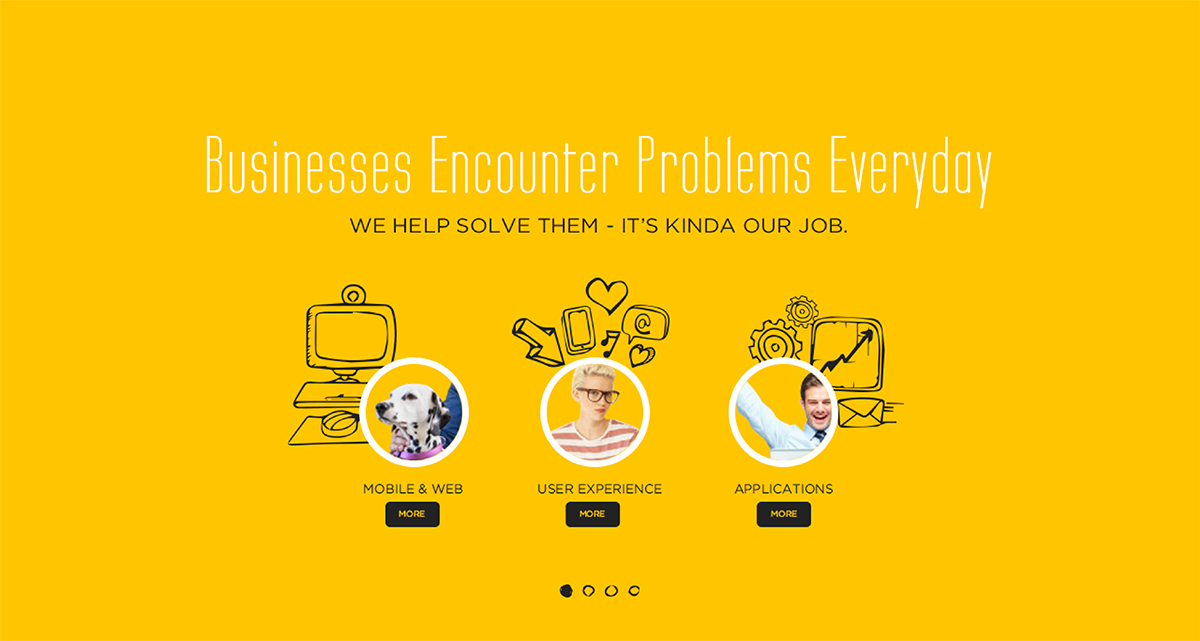 Businesses Encounter Problems Everyday
WE HELP SOLVE THEM - IT'S KINDA OUR JOB.
@
MOBILE & WEB
USER EXPERIENCE
APPLICATIONS
MORE
MORE
MORE